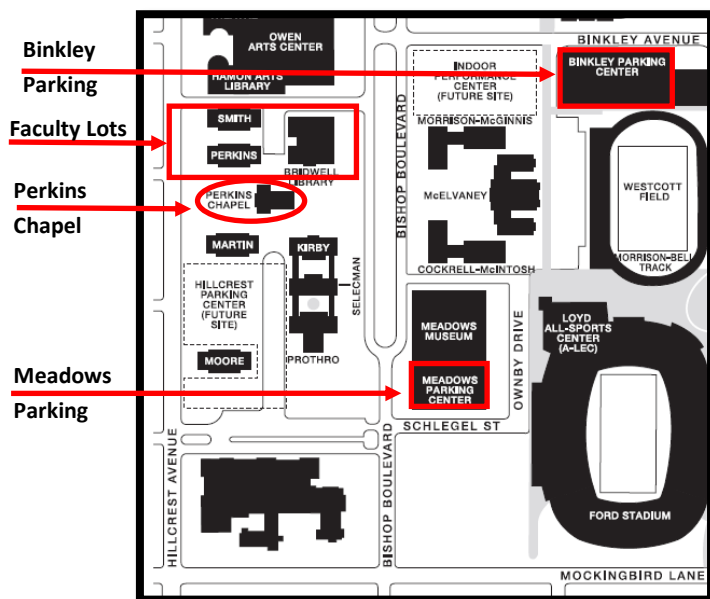 Binkley
Parking
Faculty Lots
Perkins
Chapel
Meadows
Parking
OWEN
ARTS CENTER
HAMON ARTS
LIBRARY
SMITH
PERKINS
BRIDWELL
LIBRARY
PERKINS
CHAPEL
MARTIN
KIRBY
SELECMAN
HILLCREST
PARKING
CENTER
(FUTURE
SITE)
MOORE
PROTHRO
HILLCREST AVENUE
BISHOP BOULEVARD
BISHOP BOULEVARD
BINKLEY AVENUE
INDOOR
PERFORMANCE
CENTER
(FUTURE SITE)
BINKLEY PARKING
CENTER
MORRISON-McGINNIS
McELVANEY
COCKRELL-McINTOSH
WESTCOTT
FIELD
MORRISON-BELL
TRACK
MEADOWS
MUSEUM
MEADOWS
PARKING
CENTER
OWNBY DRIVE
LOYD
ALL-SPORTS
CENTER
(A-LEC)
SCHLEGEL ST
FORD STADIUM
MOCKINGBIRD LANE